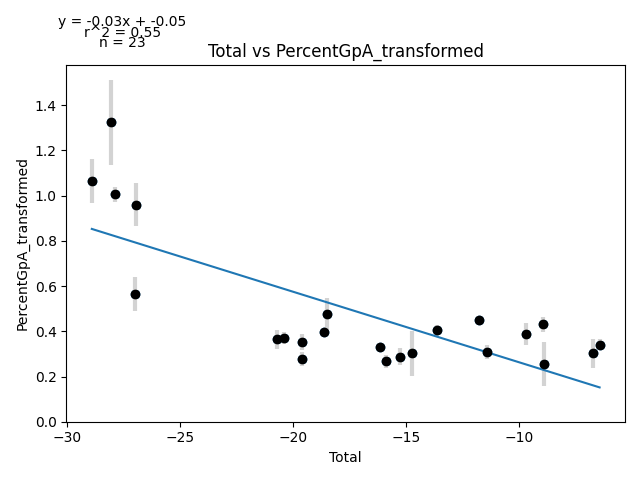 y = -0.03x + -0.05
r^2 = 0.55
n = 23
Total vs PercentGpA_transformed
PercentGpA_transformed
1.4
1.2
1.0
0.8
0.6
0.4
0.2
0.0
−30
−25
−20
−15
−10
Total